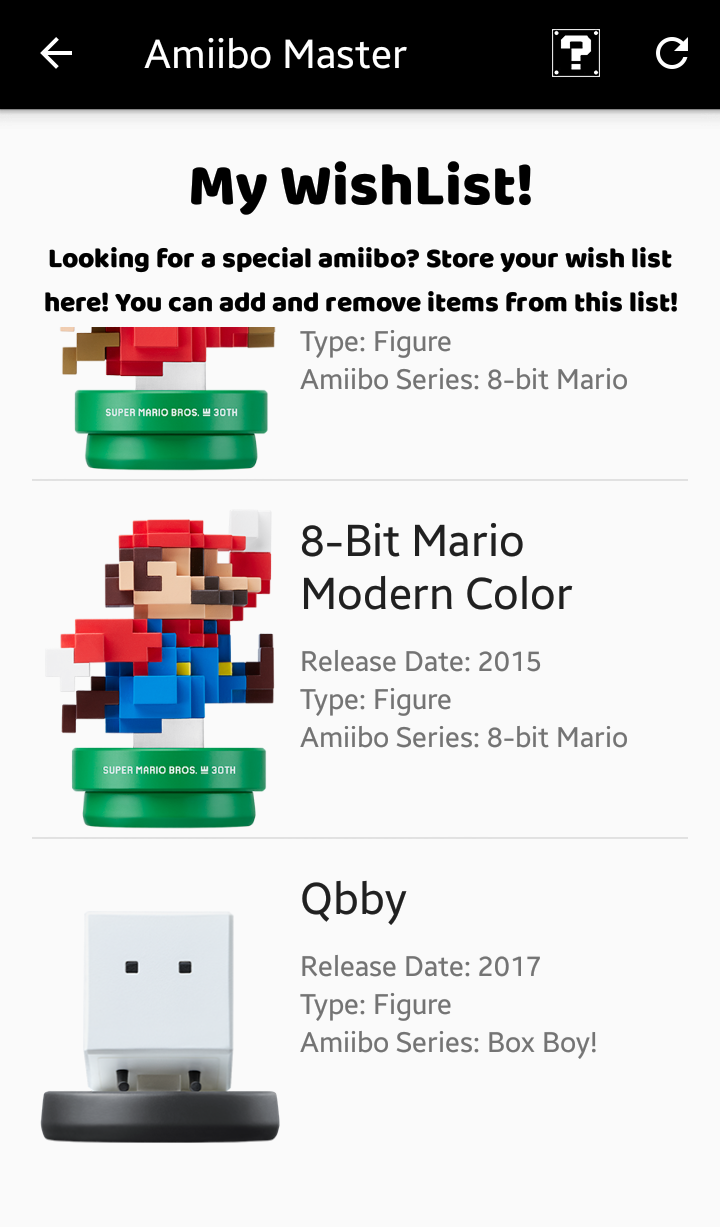 Amiibo Master
?
My WishList!
Looking for a special amiibo? Store your wish list
here! You can add and remove items from this list!
Type: Figure
Amiibo Series: 8-bit Mario
SUPER MARIO BROS. 30TH
8-Bit Mario
Modern Color
Release Date: 2015
Type: Figure
Amiibo Series: 8-bit Mario
SUPER MARIO BROS. 30TH
Qbby
Release Date: 2017
Type: Figure
Amiibo Series: Box Boy!